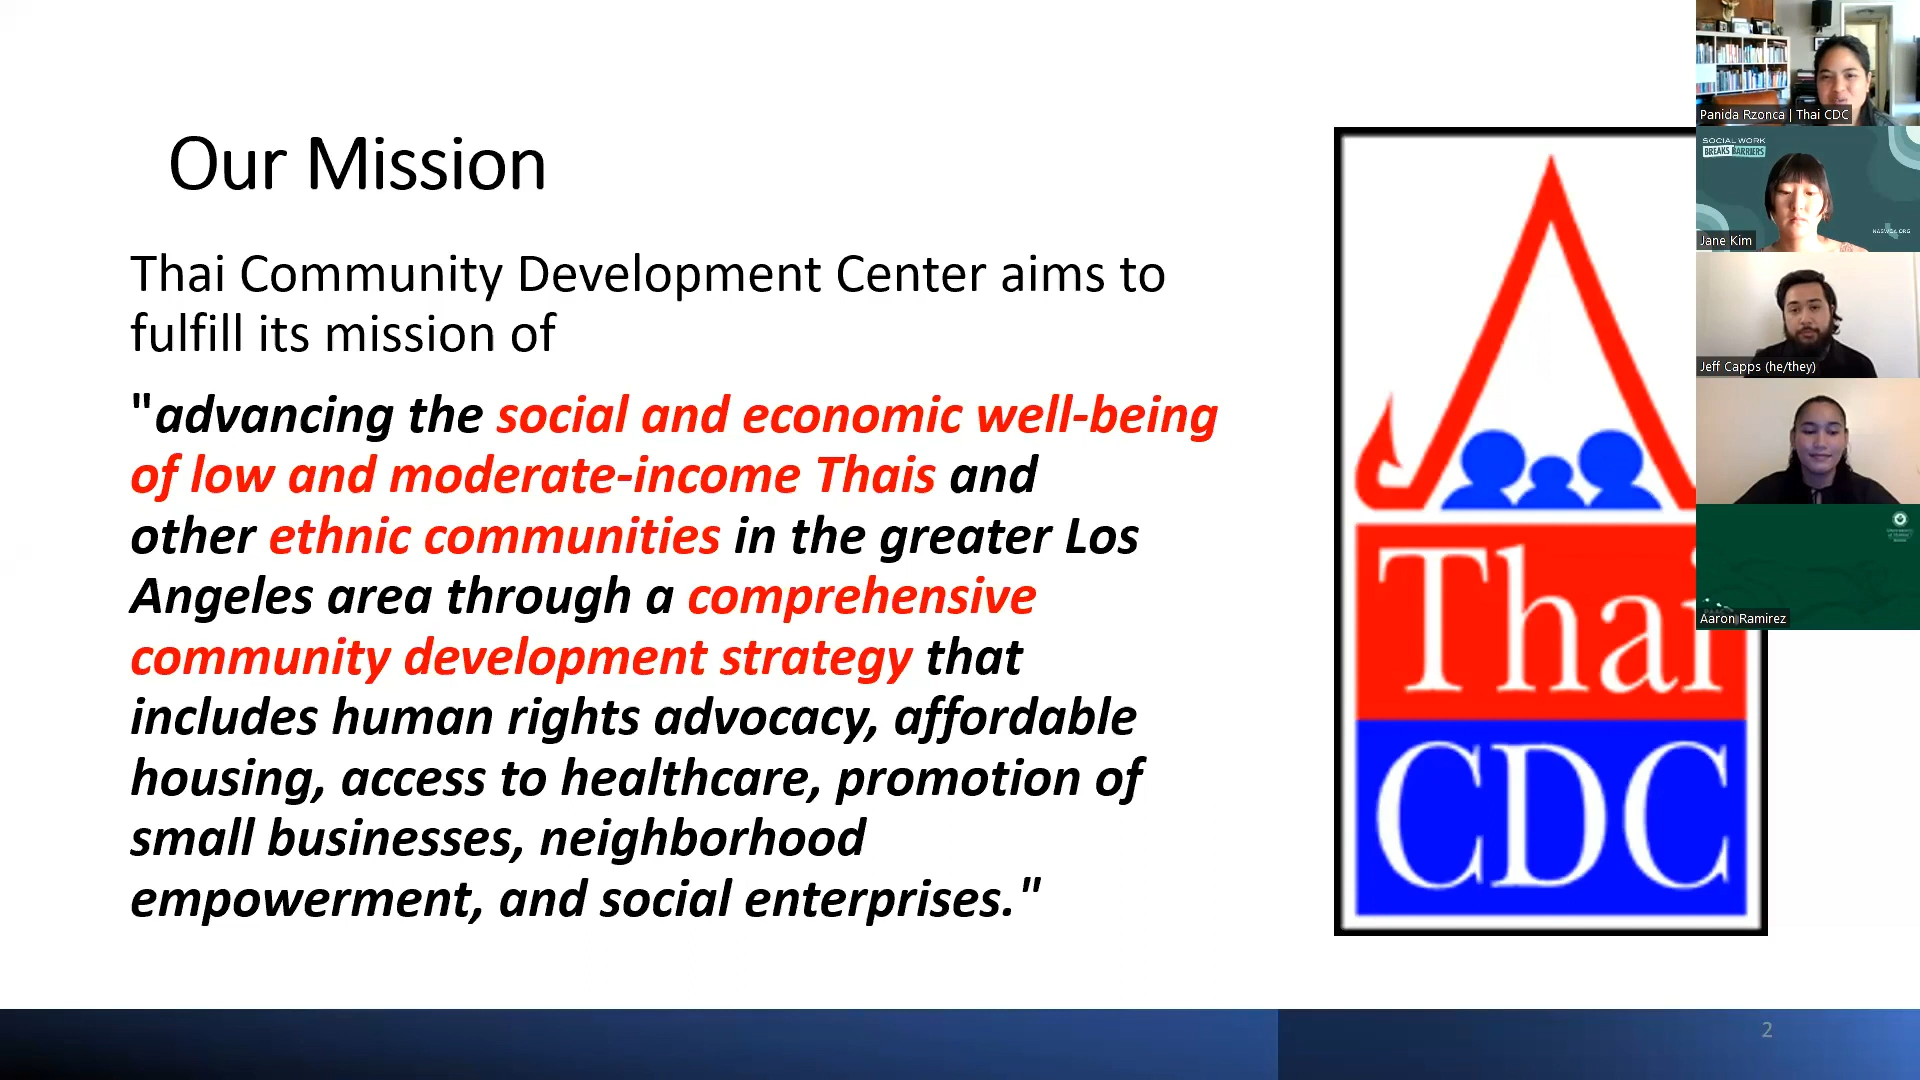 Our Mission
Thai Community Development Center aims to
fulfill its mission of
"advancing the social and economic well-being
of low and moderate-income Thais and
other ethnic communities in the greater Los
Angeles area through a comprehensive
community development strategy that
includes human rights advocacy, affordable
housing, access to healthcare, promotion of
small businesses, neighborhood
empowerment, and social enterprises."
Thai
CDC
Panida Rzonca | Thai CDC
SOCIAL WORK
BREAKS BARRIERS
NASWCA.ORG
Jane Kim
Jeff Capps (he/they)
Aaron Ramirez
2